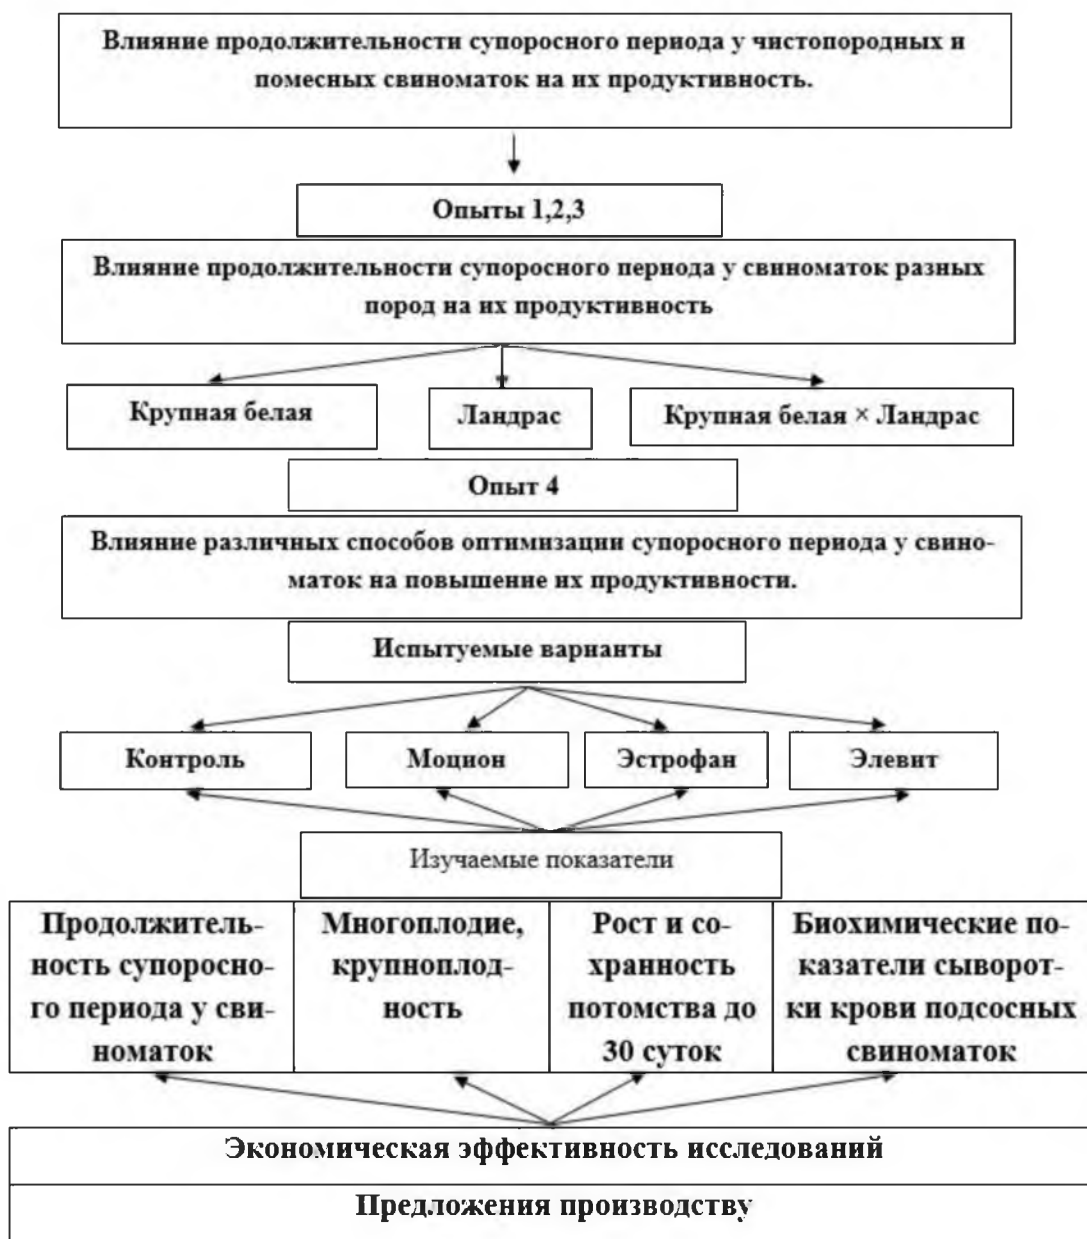 Влияние продолжительности супоросного периода у чистопородных и
помесных свиноматок на их продуктивность.
Опыты 1,2,3
Влияние продолжительности супоросного периода у свиноматок разных
пород на их продуктивность
Крупная белая
Ландрас
Крупная белая × Ландрас
Опыт 4
Влияние различных способов оптимизации супоросного периода у свино-
маток на повышение их продуктивности.
Испытуемые варианты
Контроль
Моцион
Эстрофан
Элевит
Изучаемые показатели
Продолжитель-
ность супоросно-
го периода у сви-
номаток
Многоплодие,
крупноплод-
ность
Рост и со-
хранность
потомства до
30 суток
Биохимические по-
казатели сыворот-
ки крови подсосных
свиноматок
Экономическая эффективность исследований
Предложения производству